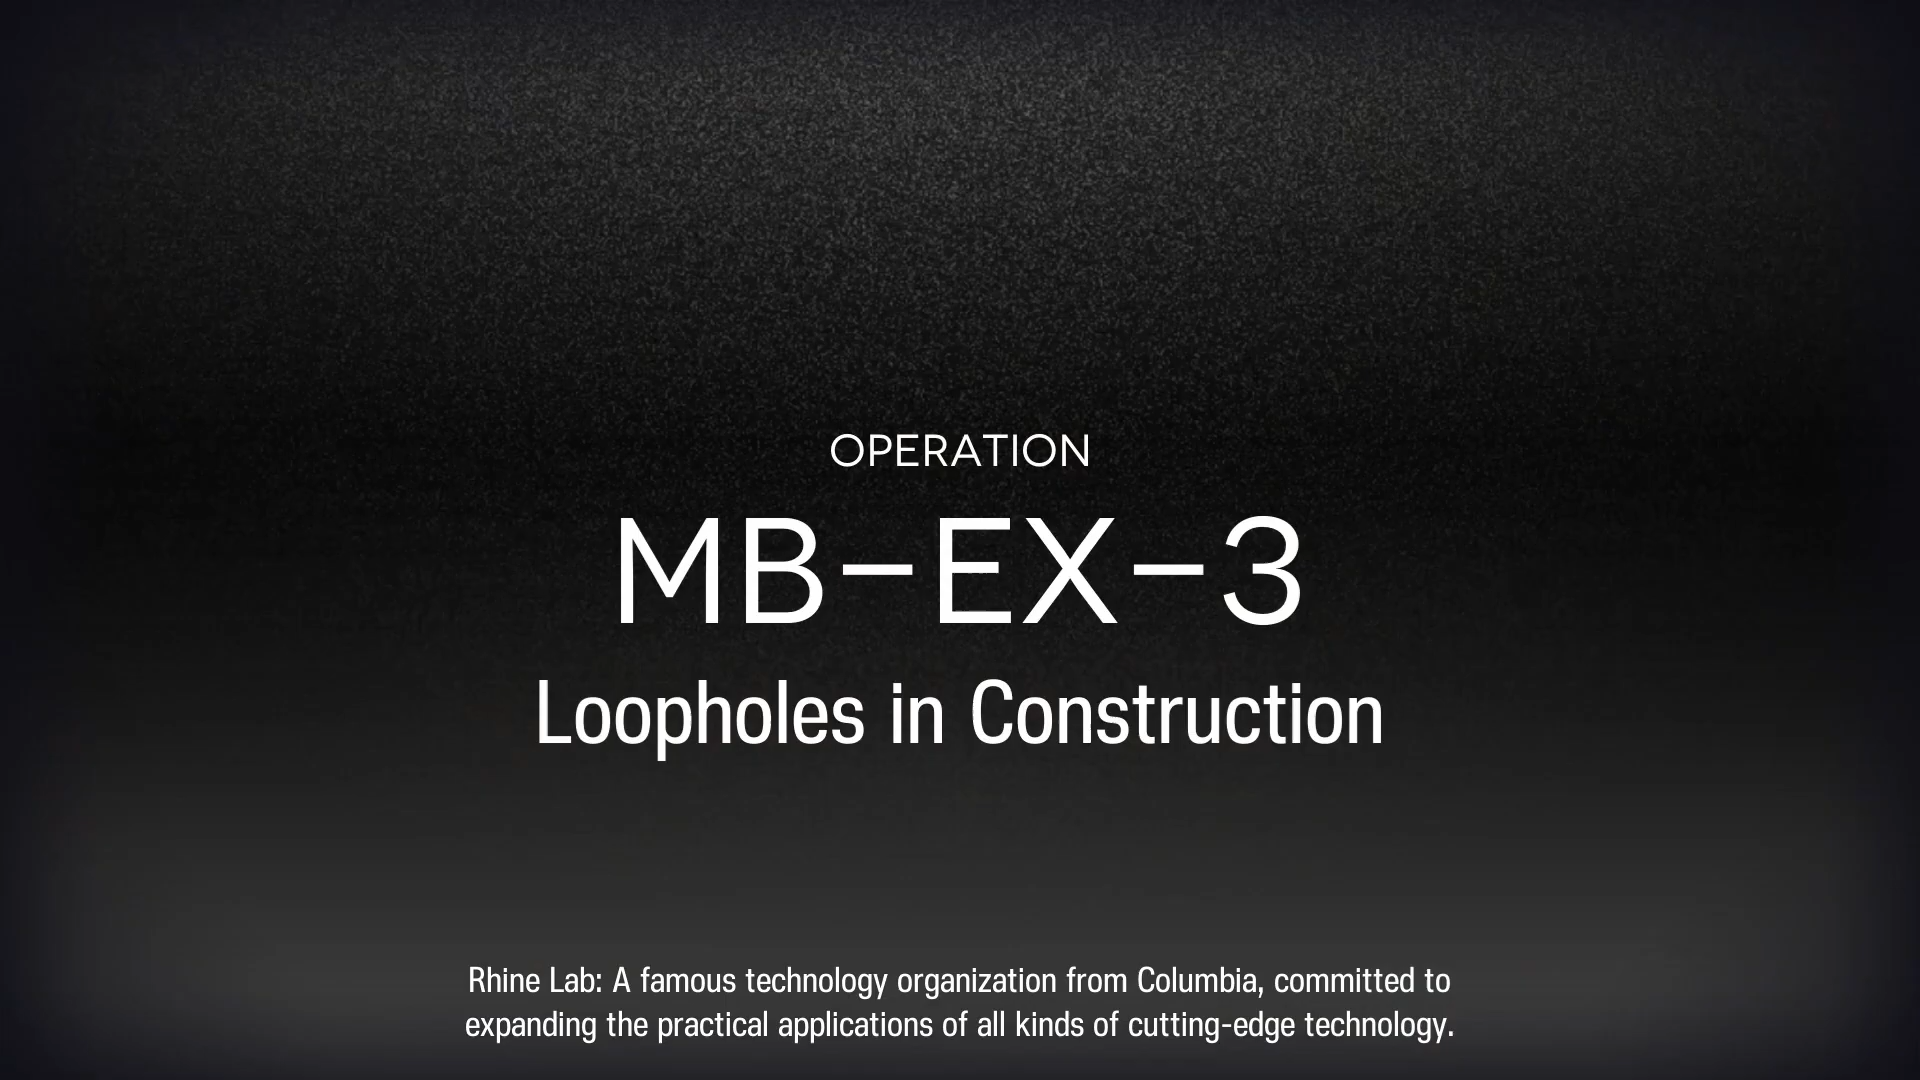 OPERATION
MB-EX-3
Loopholes in Construction
Rhine Lab: A famous technology organization from Columbia, committed to
expanding the practical applications of all kinds of cutting-edge technology.